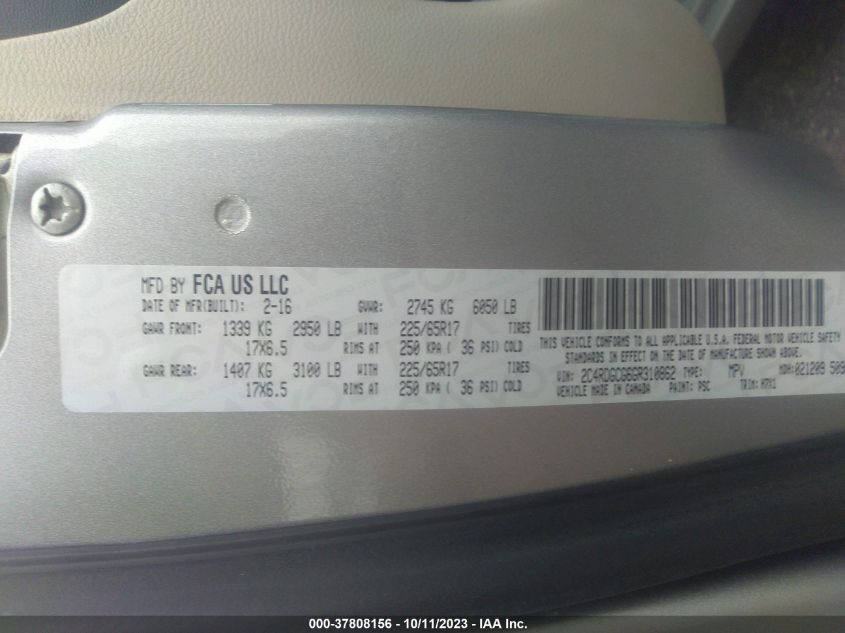 MFD BY FCA US LLC
DATE OF MFR(BUILT): 2-16 GVWR: 2745 KG 6050 LB
GAWR FRONT: 1339 KG 2950 LB WITH 225/65R17 TIRES
17X6.5 RIMS AT 250 KPA ( 36 PSI) COLD
GAWR REAR: 1407 KG 3100 LB WITH 225/65R17 TIRES
17X6.5 RIMS AT 250 KPA ( 36 PSI) COLD
THIS VEHICLE CONFORMS TO ALL APPLICABLE U.S.A. FEDERAL MOTOR VEHICLE SAFETY
STANDARDS IN EFFECT ON THE DATE OF MANUFACTURE SHOWN ABOVE.
VIN: 2C4RDGCG6GR310862 TYPE: MPV MDH: 021209 509
VEHICLE MADE IN CANADA PAINT: PSC TRIM:
000-37808156 - 10/11/2023 - IAA Inc.